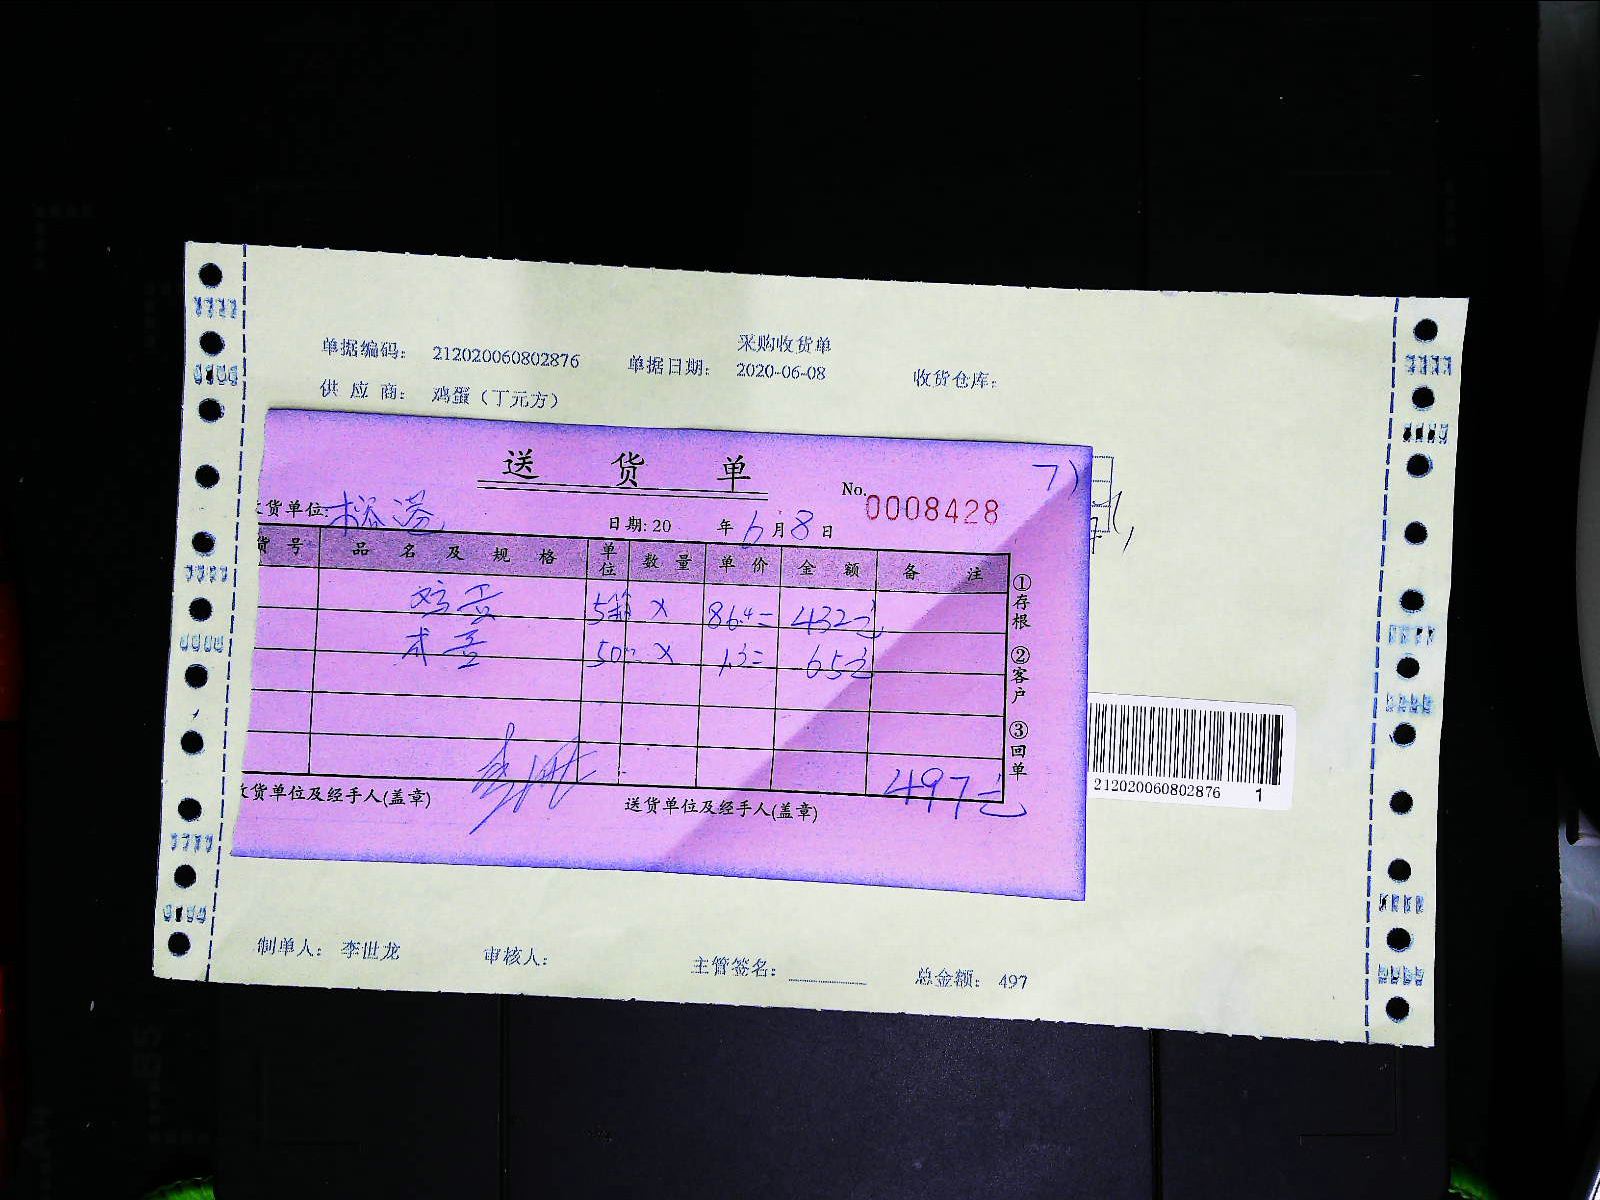 采购收货单
单据编码： 212020060802876 单据日期： 2020-06-08 收货仓库：
供 应 商： 鸡蛋（丁元方）
送 货 单
No. 0008428
货单位:
日期: 20 年 6 月 8 日
货 号 品 名 及 规 格 单位 数 量 单 价 金 额 备 注
鸡蛋 5箱 x 86.4= 432元
咸蛋 50 x 1.3= 65元
497元
①存根 ②客户 ③回单
货单位及经手人(盖章) 送货单位及经手人(盖章)
212020060802876 1
制单人： 李世龙 审核人： 主管签名： 总金额： 497